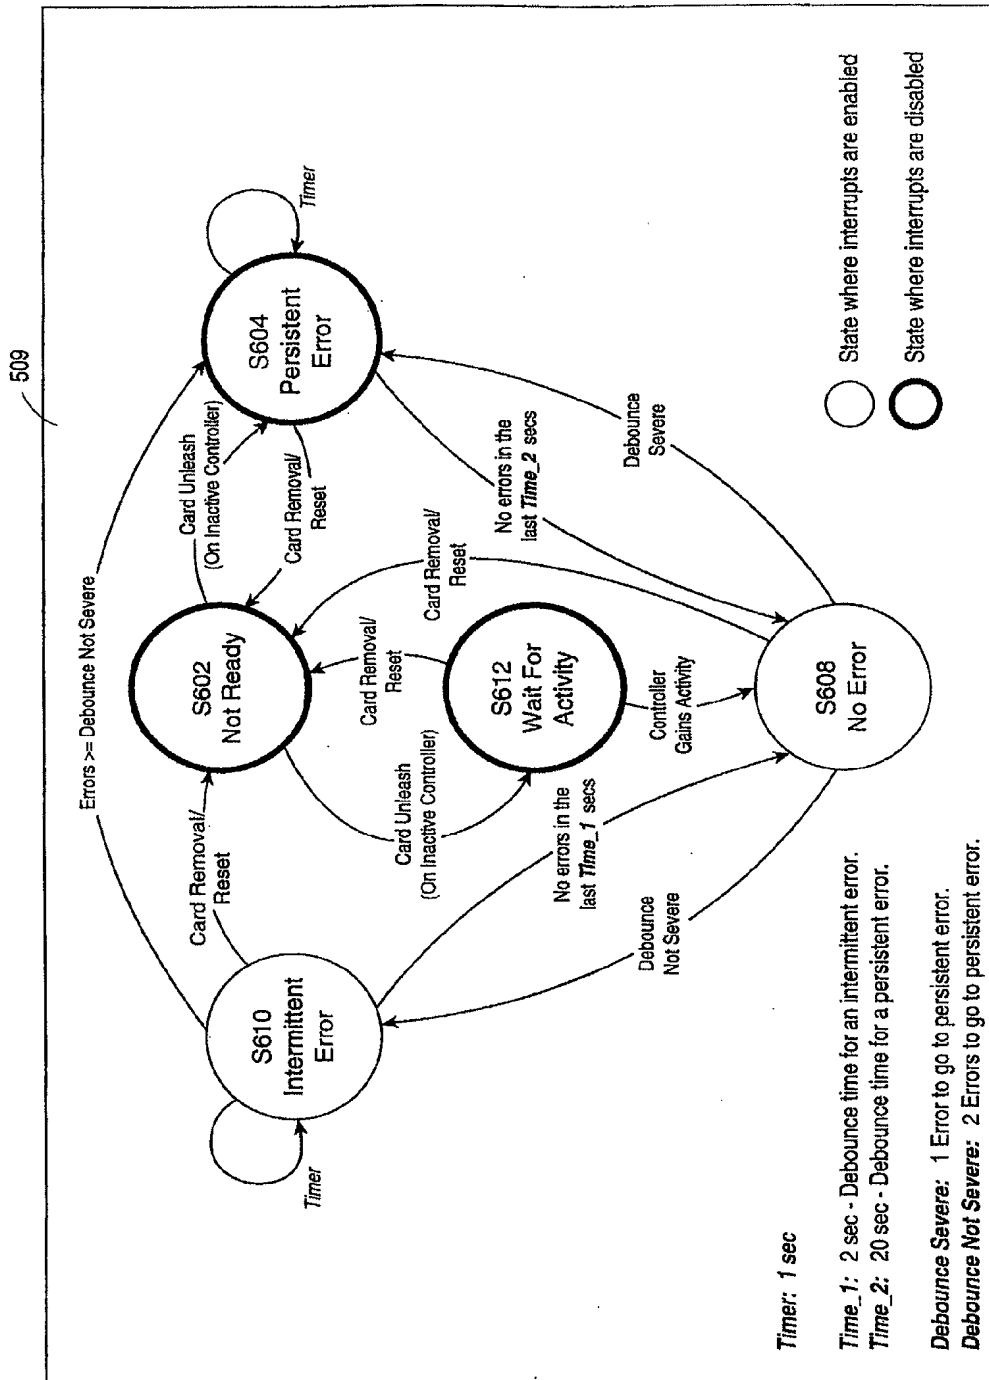 509
Errors >= Debounce Not Severe
S602
Not Ready
S604
Persistent
Error
S610
Intermittent
Error
S612
Wait For
Activity
S608
No Error
Timer
Timer
Card Removal/
Reset
Card Unleash
(On Inactive Controller)
Card Removal/
Reset
Card Removal/
Reset
Card Removal/
Reset
Card Unleash
(On Inactive Controller)
Controller
Gains Activity
No errors in the
last Time_1 secs
No errors in the
last Time_2 secs
Debounce
Not Severe
Debounce
Severe
Timer: 1 sec
Time_1: 2 sec - Debounce time for an intermittent error.
Time_2: 20 sec - Debounce time for a persistent error.
Debounce Severe: 1 Error to go to persistent error.
Debounce Not Severe: 2 Errors to go to persistent error.
State where interrupts are enabled
State where interrupts are disabled